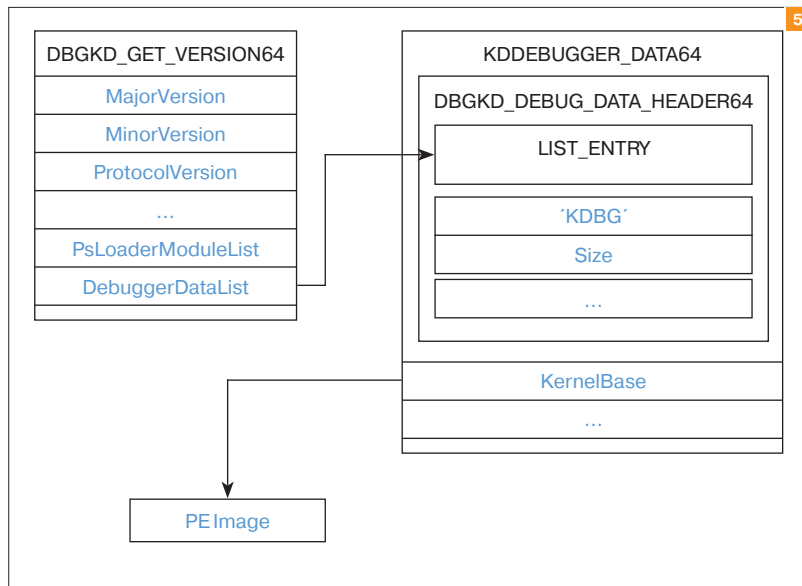 5
DBGKD_GET_VERSION64
MajorVersion
MinorVersion
ProtocolVersion
...
PsLoaderModuleList
DebuggerDataList
KDDEBUGGER_DATA64
DBGKD_DEBUG_DATA_HEADER64
LIST_ENTRY
´KDBG´
Size
...
KernelBase
...
PE Image